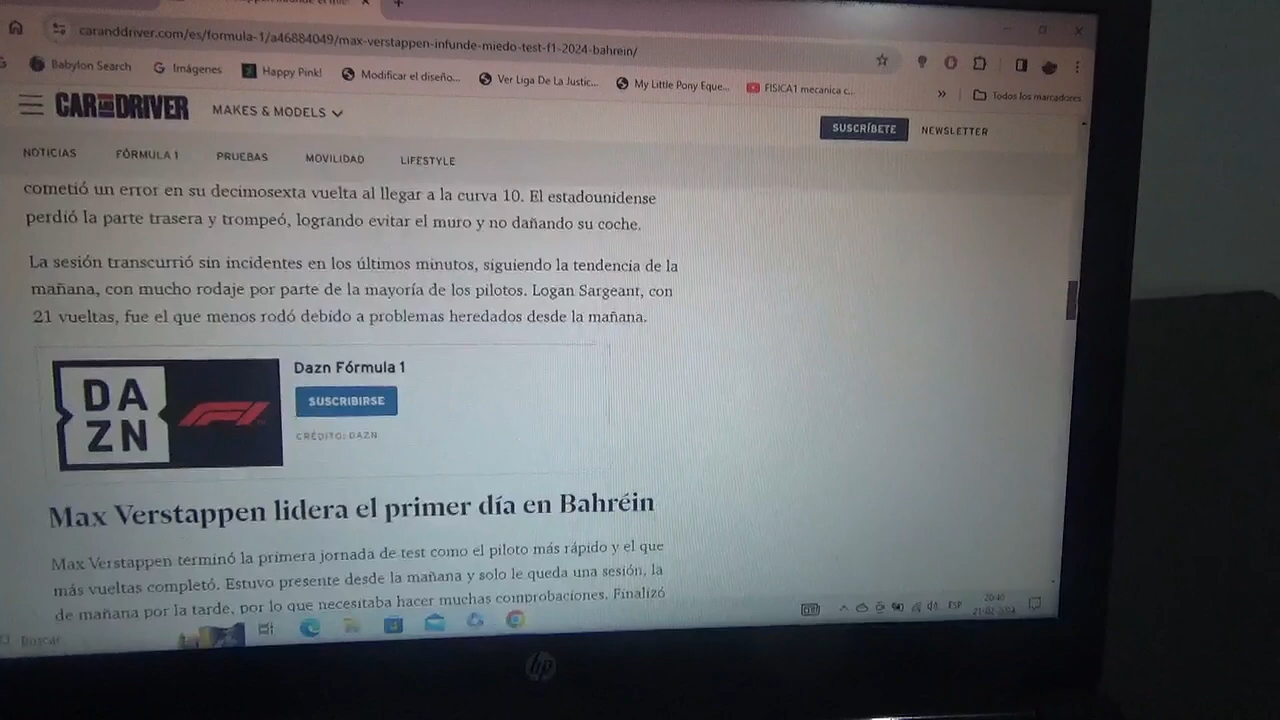 caranddriver.com/es/formula-1/a46884049/max-verstappen-infunde-miedo-test-f1-2024-bahrein/
G Babylon Search G Imágenes Happy Pink! Modificar el diseño... Ver Liga De La Justic... My Little Pony Eque... FISICA1 mecanica c... » Todos los marcadores
CAR AND DRIVER MAKES & MODELS SUSCRÍBETE NEWSLETTER
NOTICIAS FÓRMULA 1 PRUEBAS MOVILIDAD LIFESTYLE
cometió un error en su decimosexta vuelta al llegar a la curva 10. El estadounidense
perdió la parte trasera y trompeó, logrando evitar el muro y no dañando su coche.
La sesión transcurrió sin incidentes en los últimos minutos, siguiendo la tendencia de la
mañana, con mucho rodaje por parte de la mayoría de los pilotos. Logan Sargeant, con
21 vueltas, fue el que menos rodó debido a problemas heredados desde la mañana.
DA
ZN
F1
Dazn Fórmula 1
SUSCRIBIRSE
CRÉDITO: DAZN
Max Verstappen lidera el primer día en Bahréin
Max Verstappen terminó la primera jornada de test como el piloto más rápido y el que
más vueltas completó. Estuvo presente desde la mañana y solo le queda una sesión, la
de mañana por la tarde, por lo que necesitaba hacer muchas comprobaciones. Finalizó
Buscar
ESP
hp